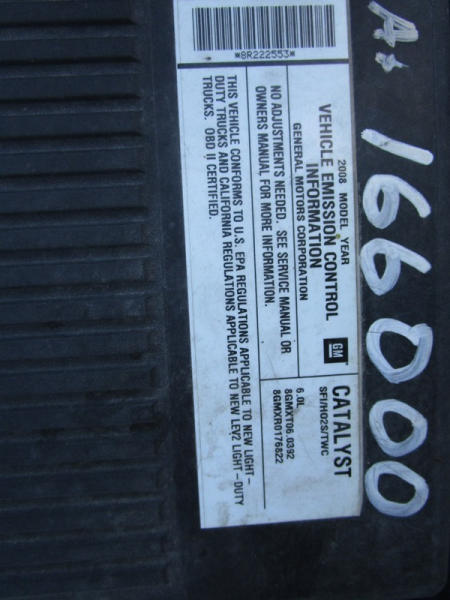 A+ 166000
*8R222553*
2008 MODEL YEAR
VEHICLE EMISSION CONTROL
INFORMATION
GENERAL MOTORS CORPORATION
GM
CATALYST
SFI/HO2S/TWC
NO ADJUSTMENTS NEEDED. SEE SERVICE MANUAL OR
OWNERS MANUAL FOR MORE INFORMATION.
6.0L
8GMXT06.0392
8GMXR0176822
THIS VEHICLE CONFORMS TO U.S. EPA REGULATIONS APPLICABLE TO NEW LIGHT-
DUTY TRUCKS AND CALIFORNIA REGULATIONS APPLICABLE TO NEW LEV2 LIGHT-DUTY
TRUCKS. OBD II CERTIFIED.